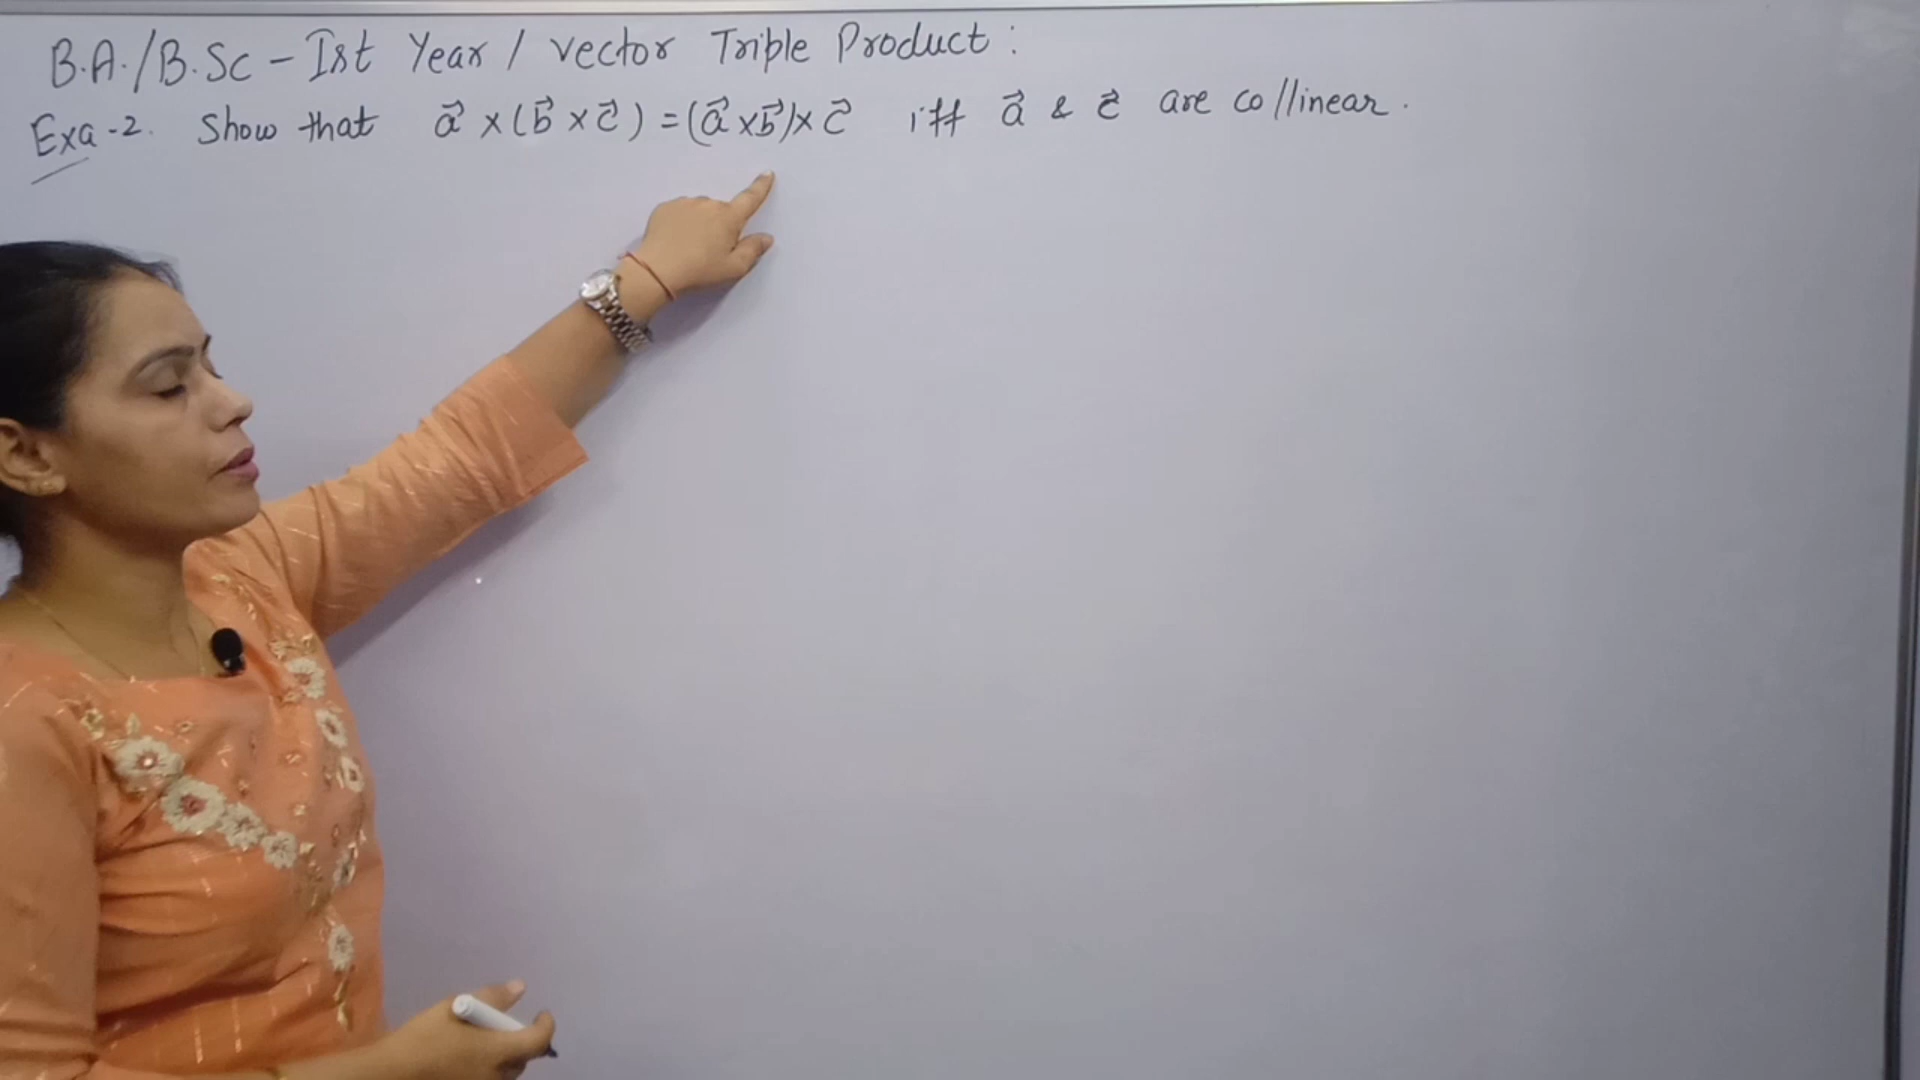 B.A./B.Sc - Ist Year / Vector Triple Product :
Exa-2. Show that a⃗ × (b⃗ × c⃗) = (a⃗ × b⃗) × c⃗ iff a⃗ & c⃗ are collinear.